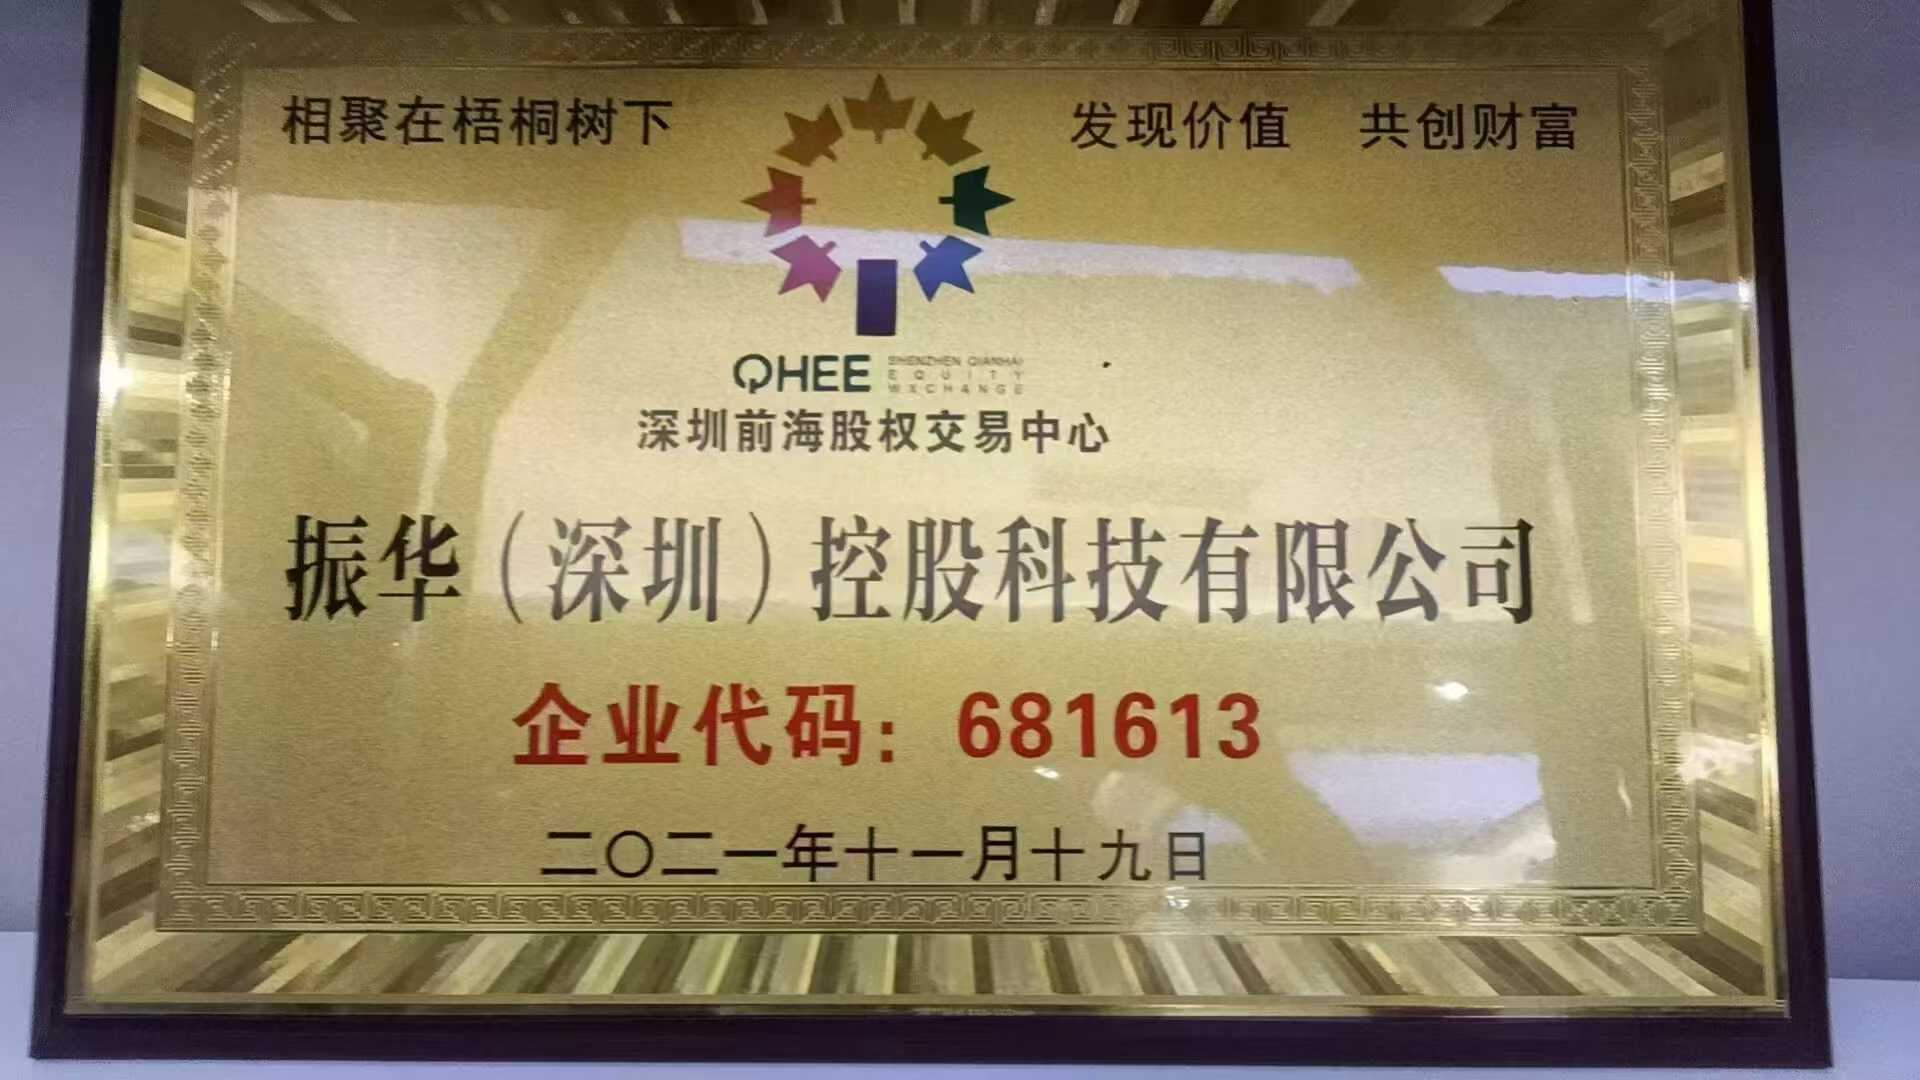 相聚在梧桐树下
发现价值 共创财富
QHEE
SHENZHEN QIANHAI
EQUITY
WXCHANGE
深圳前海股权交易中心
振华（深圳）控股科技有限公司
企业代码：681613
二〇二一年十一月十九日